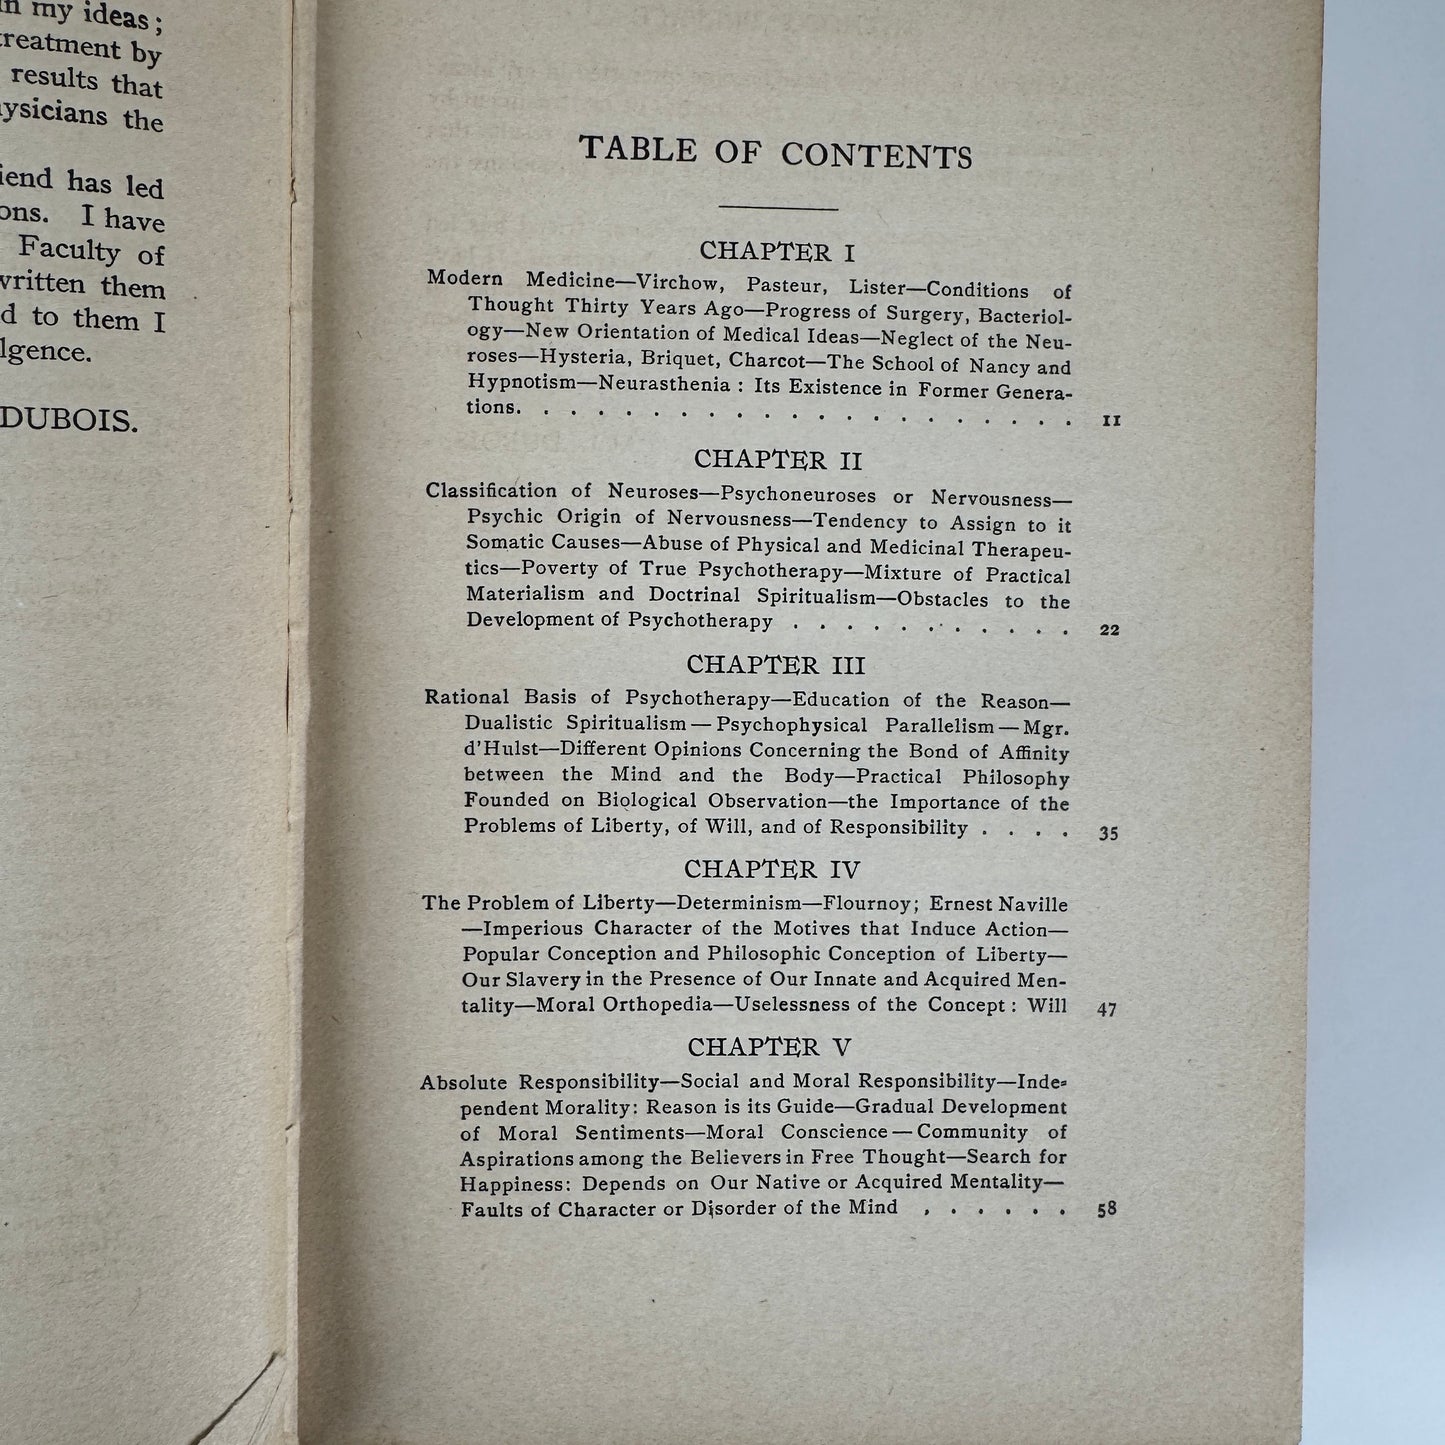 my ideas;
treatment by
results that
the
has led
I have
Faculty of
written them
to them I
DUBOIS.
TABLE OF CONTENTS
CHAPTER I
Modern Medicine—Virchow, Pasteur, Lister—Conditions of
Thought Thirty Years Ago—Progress of Surgery, Bacteriol-
ogy—New Orientation of Medical Ideas—Neglect of the Neu-
roses—Hysteria, Briquet, Charcot—The School of Nancy and
Hypnotism—Neurasthenia : Its Existence in Former Genera-
tions. . . . . . . . . . . . . . . . . . . . . . 11
CHAPTER II
Classification of Neuroses—Psychoneuroses or Nervousness—
Psychic Origin of Nervousness—Tendency to Assign to it
Somatic Causes—Abuse of Physical and Medicinal Therapeu-
tics—Poverty of True Psychotherapy—Mixture of Practical
Materialism and Doctrinal Spiritualism—Obstacles to the
Development of Psychotherapy . . . . . . . . . . . 22
CHAPTER III
Rational Basis of Psychotherapy—Education of the Reason—
Dualistic Spiritualism—Psychophysical Parallelism—Mgr.
d'Hulst—Different Opinions Concerning the Bond of Affinity
between the Mind and the Body—Practical Philosophy
Founded on Biological Observation—the Importance of the
Problems of Liberty, of Will, and of Responsibility . . . . 35
CHAPTER IV
The Problem of Liberty—Determinism—Flournoy; Ernest Naville
—Imperious Character of the Motives that Induce Action—
Popular Conception and Philosophic Conception of Liberty—
Our Slavery in the Presence of Our Innate and Acquired Men-
tality—Moral Orthopedia—Uselessness of the Concept : Will 47
CHAPTER V
Absolute Responsibility—Social and Moral Responsibility—Inde-
pendent Morality: Reason is its Guide—Gradual Development
of Moral Sentiments—Moral Conscience—Community of
Aspirations among the Believers in Free Thought—Search for
Happiness: Depends on Our Native or Acquired Mentality—
Faults of Character or Disorder of the Mind . . . . . . 58